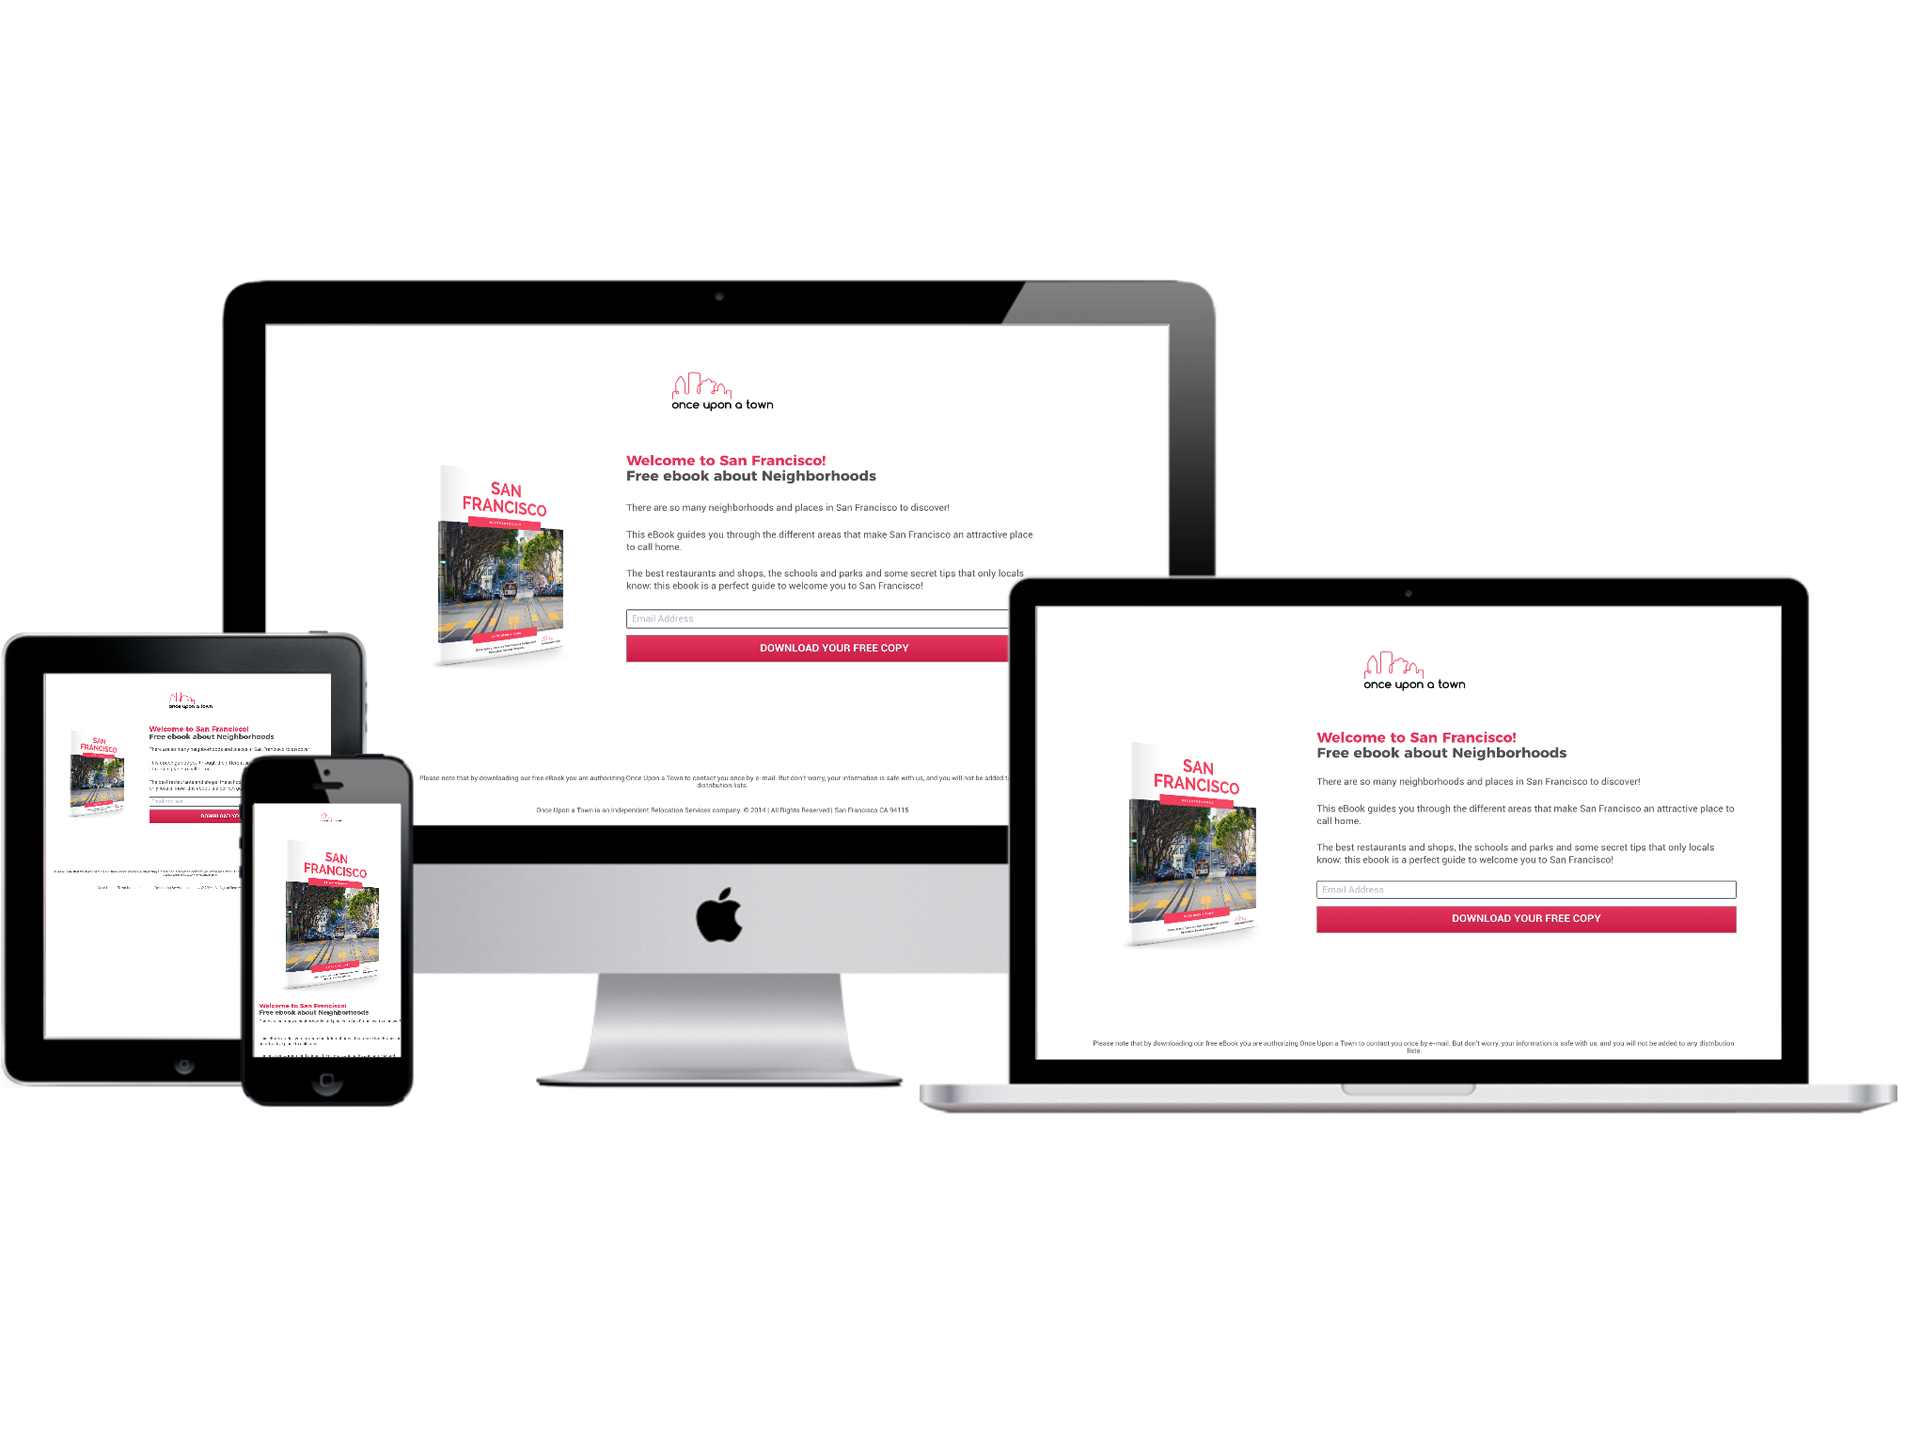 once upon a town
Welcome to San Francisco!
Free ebook about Neighborhoods
SAN
FRANCISCO
NEIGHBORHOODS
There are so many neighborhoods and places in San Francisco to discover!
This eBook guides you through the different areas that make San Francisco an attractive place
to call home.
The best restaurants and shops, the schools and parks and some secret tips that only locals
know: this ebook is a perfect guide to welcome you to San Francisco!
Email Address
DOWNLOAD YOUR FREE COPY
Please note that by downloading our free eBook you are authorizing Once Upon a Town to contact you once by e-mail. But don't worry, your information is safe with us, and you will not be added
distribution lists.
Once Upon a Town is an Independent Relocation Services company. © 2014 | All Rights Reserved | San Francisco CA 94115
once upon a town
Welcome to San Francisco!
Free ebook about Neighborhoods
SAN
FRANCISCO
There are so many neighborhoods and places in San Francisco to discover
DOWNLOAD
SAN
FRANCISCO
Welcome to San Francisco!
Free ebook about Neighborhoods
once upon a town
Welcome to San Francisco!
Free ebook about Neighborhoods
SAN
FRANCISCO
NEIGHBORHOODS
There are so many neighborhoods and places in San Francisco to discover!
This eBook guides you through the different areas that make San Francisco an attractive place to
call home.
The best restaurants and shops, the schools and parks and some secret tips that only locals
know: this ebook is a perfect guide to welcome you to San Francisco!
Email Address
DOWNLOAD YOUR FREE COPY
Please note that by downloading our free eBook you are authorizing Once Upon a Town to contact you once by e-mail. But don't worry, your information is safe with us, and you will not be added to any distribution
lists.